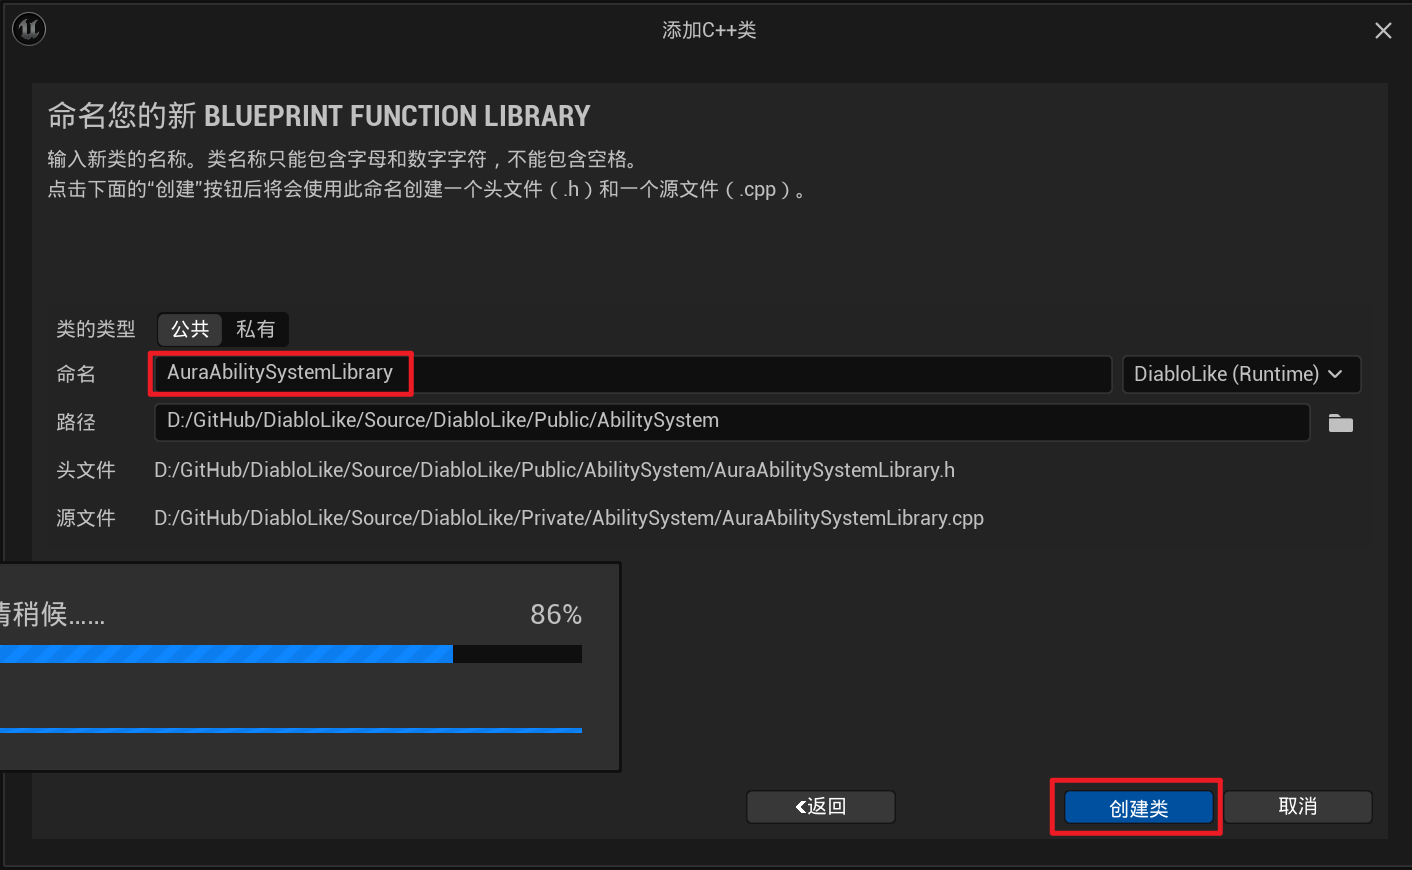 添加C++类
命名您的新 BLUEPRINT FUNCTION LIBRARY
输入新类的名称。类名称只能包含字母和数字字符，不能包含空格。
点击下面的“创建”按钮后将会使用此命名创建一个头文件（.h）和一个源文件（.cpp）。
类的类型 公共 私有
命名 AuraAbilitySystemLibrary DiabloLike (Runtime)
路径 D:/GitHub/DiabloLike/Source/DiabloLike/Public/AbilitySystem
头文件 D:/GitHub/DiabloLike/Source/DiabloLike/Public/AbilitySystem/AuraAbilitySystemLibrary.h
源文件 D:/GitHub/DiabloLike/Source/DiabloLike/Private/AbilitySystem/AuraAbilitySystemLibrary.cpp
请稍候...... 86%
返回 创建类 取消